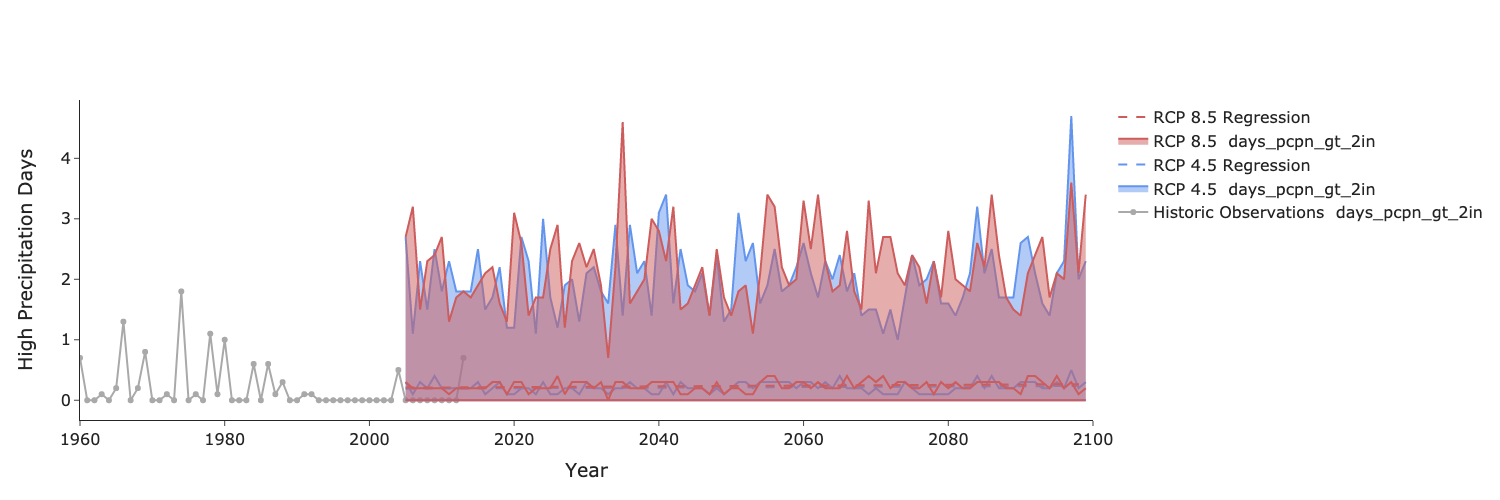 RCP 8.5 Regression
RCP 8.5 days_pcpn_gt_2in
RCP 4.5 Regression
RCP 4.5 days_pcpn_gt_2in
Historic Observations days_pcpn_gt_2in
High Precipitation Days
4
3
2
1
0
1960 1980 2000 2020 2040 2060 2080 2100
Year